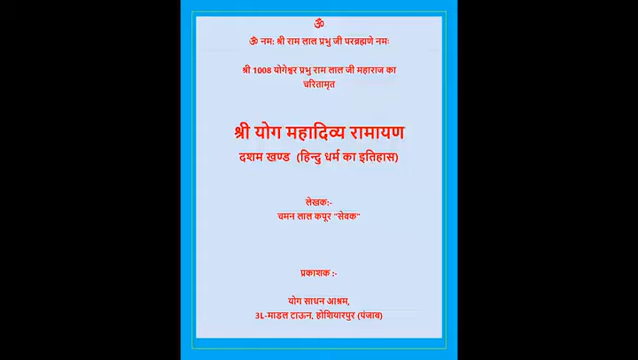 ॐ
ॐ नम: श्री राम लाल प्रभु जी परब्रह्मणे नमः
श्री 1008 योगेश्वर प्रभु राम लाल जी महाराज का
चरितामृत
श्री योग महादिव्य रामायण
दशम खण्ड (हिन्दु धर्म का इतिहास)
लेखक:-
चमन लाल कपूर "सेवक"
प्रकाशक :-
योग साधन आश्रम,
3L-माडल टाऊन, होशियारपुर (पंजाब)